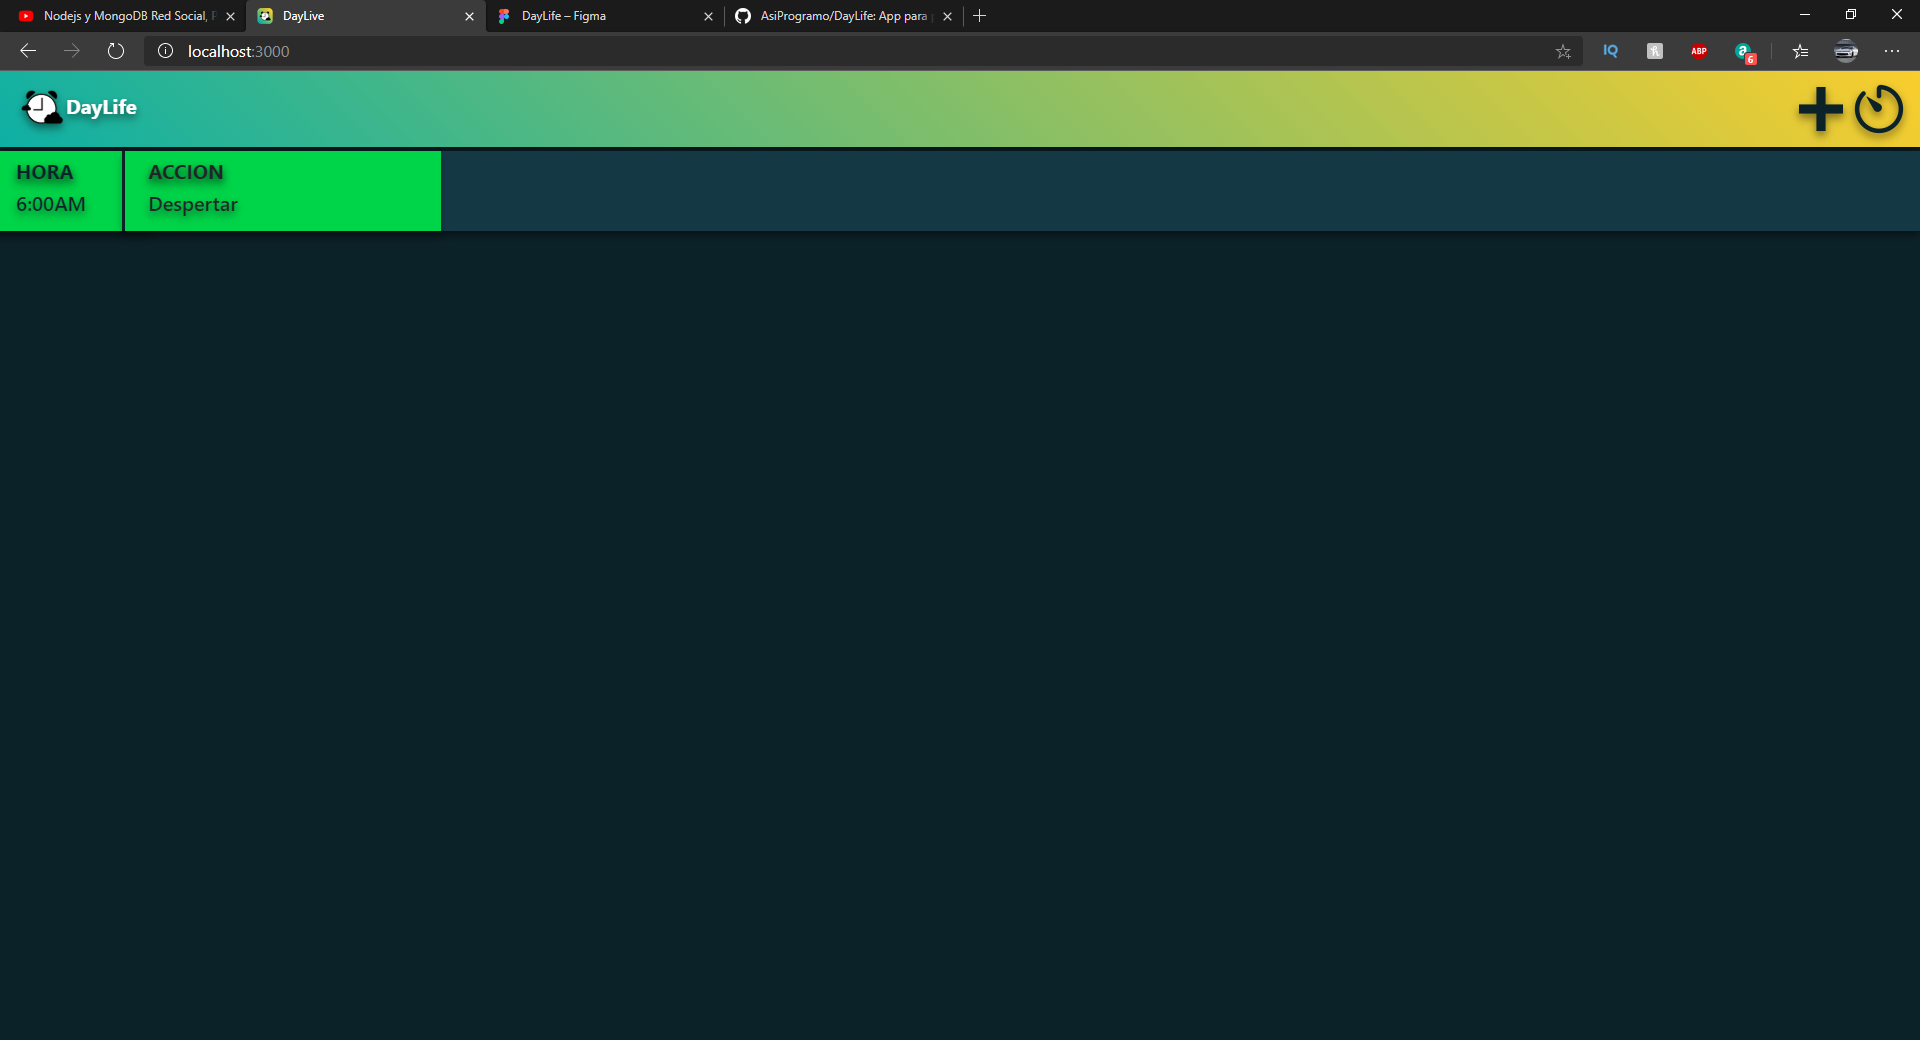 Nodejs y MongoDB Red Social,
DayLive
DayLife – Figma
AsiProgramo/DayLife: App para
localhost:3000
IQ
ABP
a
6
DayLife
HORA
ACCION
6:00AM
Despertar